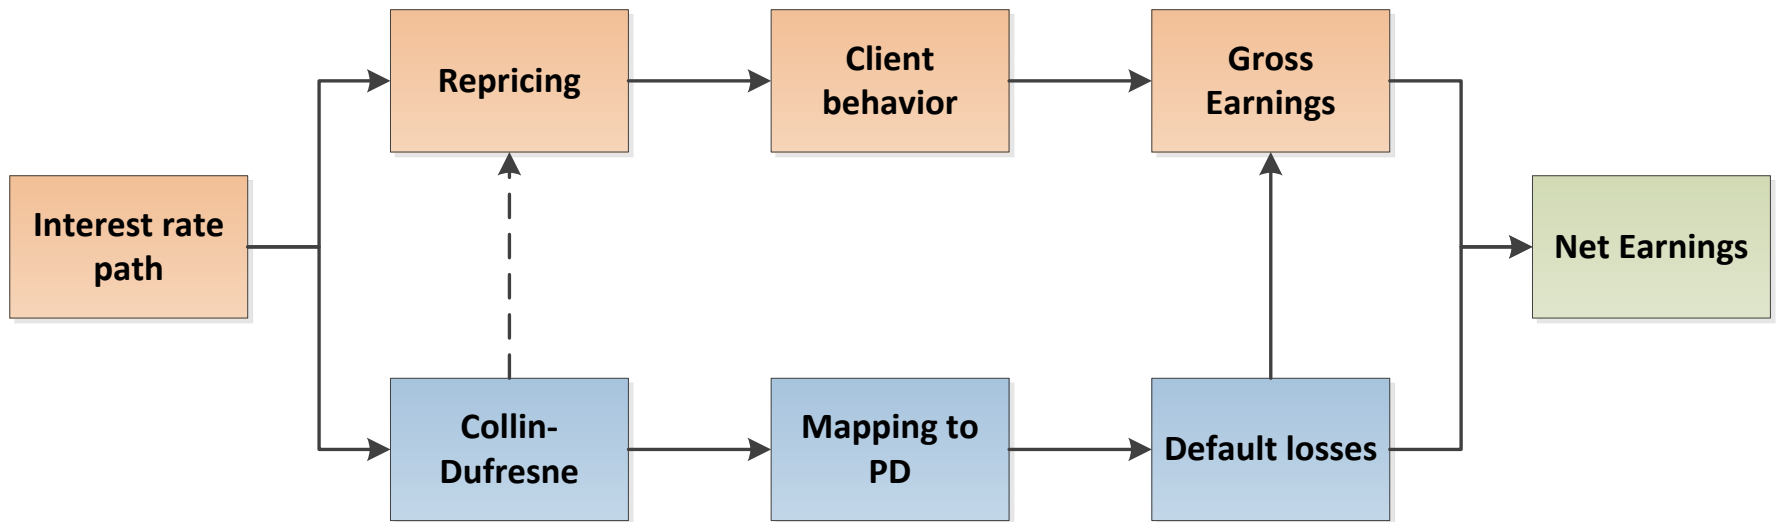 Repricing
Client
behavior
Gross
Earnings
Interest rate
path
Net Earnings
Collin-
Dufresne
Mapping to
PD
Default losses